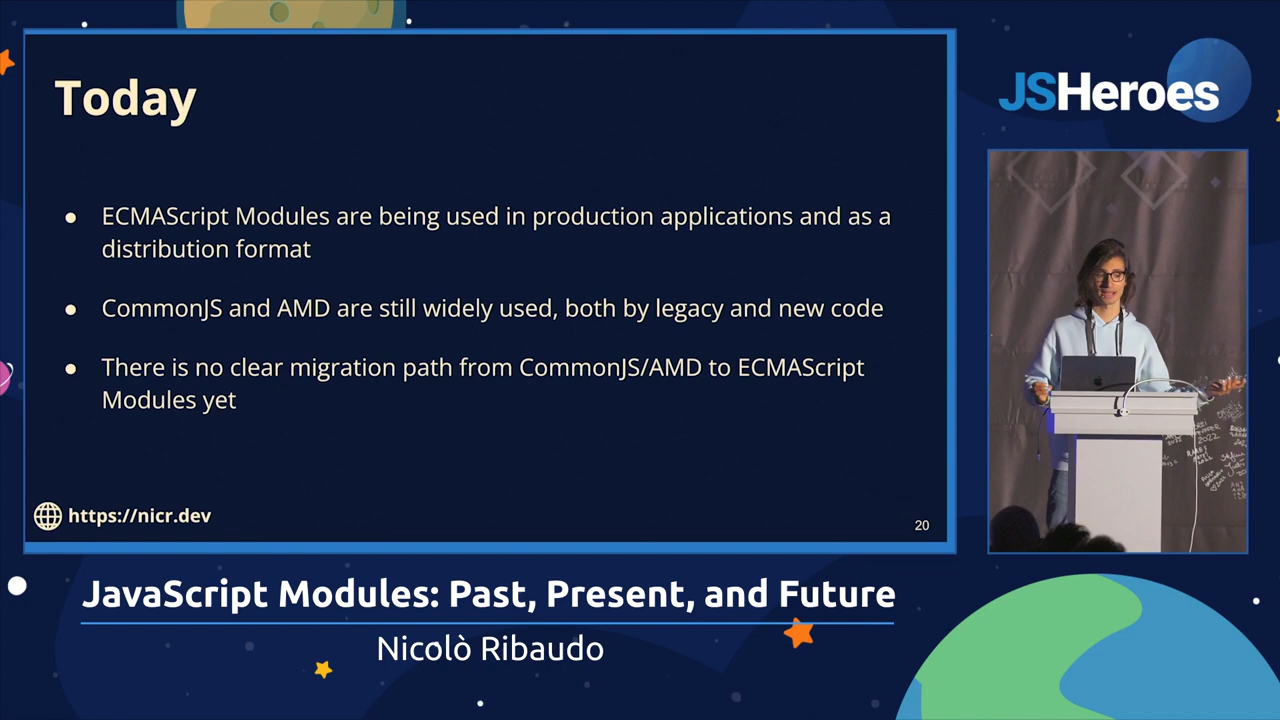 Today
● ECMAScript Modules are being used in production applications and as a
distribution format
● CommonJS and AMD are still widely used, both by legacy and new code
● There is no clear migration path from CommonJS/AMD to ECMAScript
Modules yet
https://nicr.dev
20
JSHeroes
2022
JavaScript Modules: Past, Present, and Future
Nicolò Ribaudo